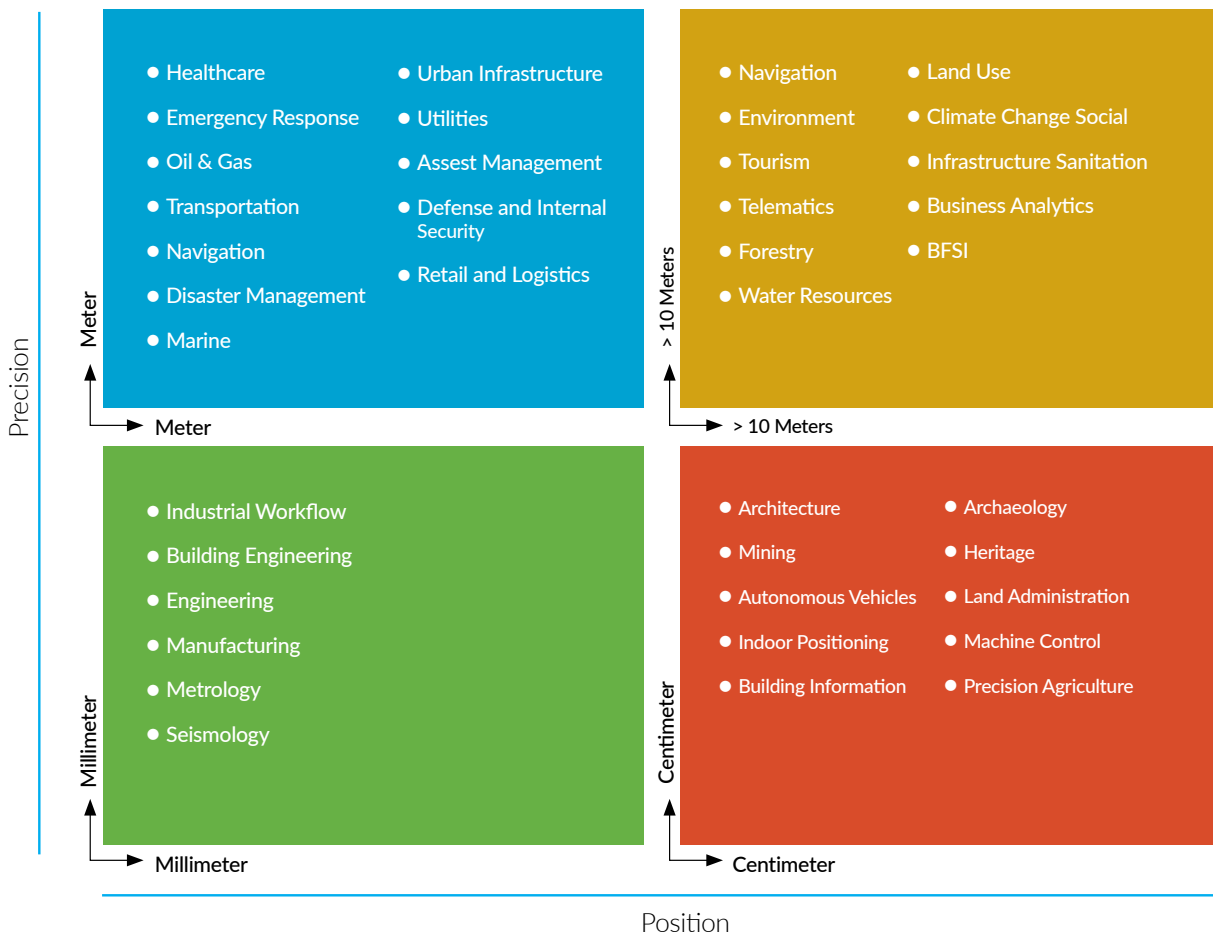 Precision
Meter
Healthcare
Emergency Response
Oil & Gas
Transportation
Navigation
Disaster Management
Marine
Urban Infrastructure
Utilities
Assest Management
Defense and Internal
Security
Retail and Logistics
Meter
> 10 Meters
Navigation
Environment
Tourism
Telematics
Forestry
Water Resources
Land Use
Climate Change Social
Infrastructure Sanitation
Business Analytics
BFSI
> 10 Meters
Millimeter
Industrial Workflow
Building Engineering
Engineering
Manufacturing
Metrology
Seismology
Millimeter
Centimeter
Architecture
Mining
Autonomous Vehicles
Indoor Positioning
Building Information
Archaeology
Heritage
Land Administration
Machine Control
Precision Agriculture
Centimeter
Position